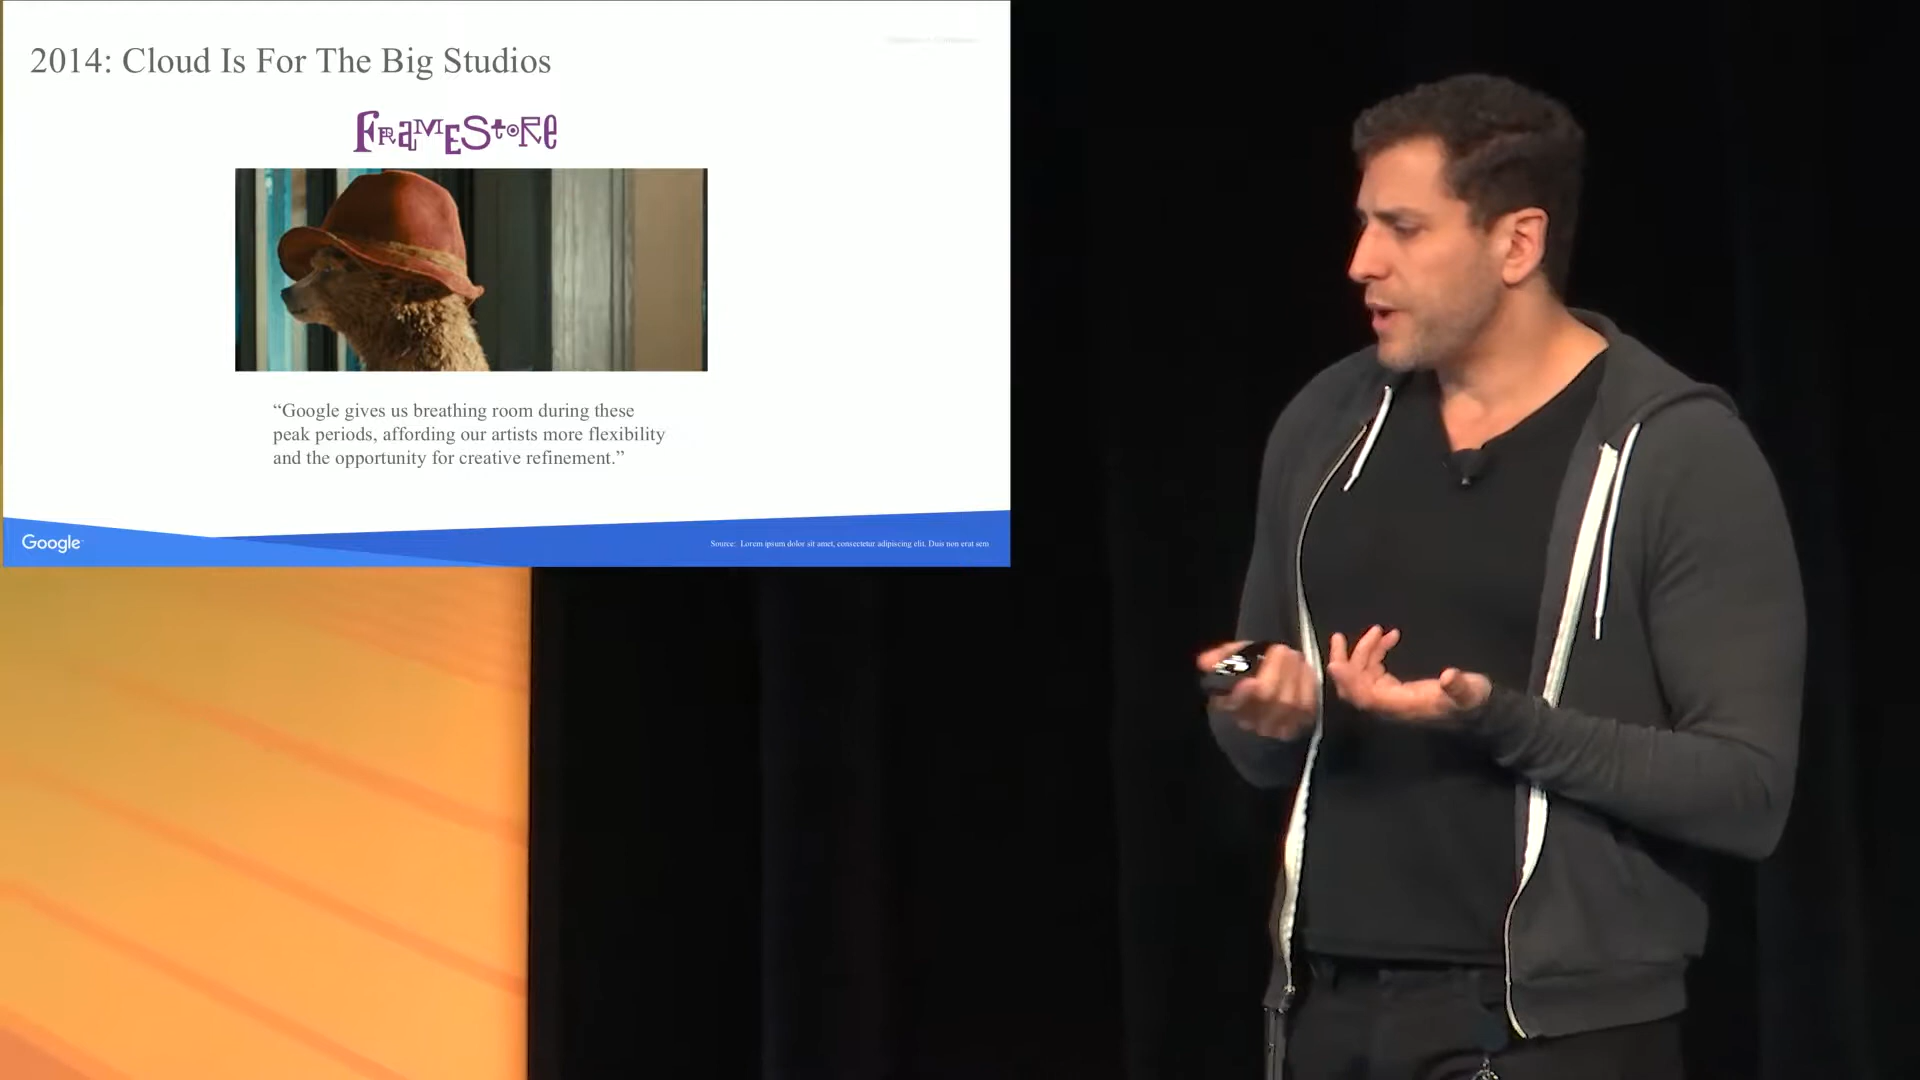 2014: Cloud Is For The Big Studios
FRAMESTORE
“Google gives us breathing room during these
peak periods, affording our artists more flexibility
and the opportunity for creative refinement.”
Google
Source: Lorem ipsum dolor sit amet, consectetur adipiscing elit. Duis non erat sem